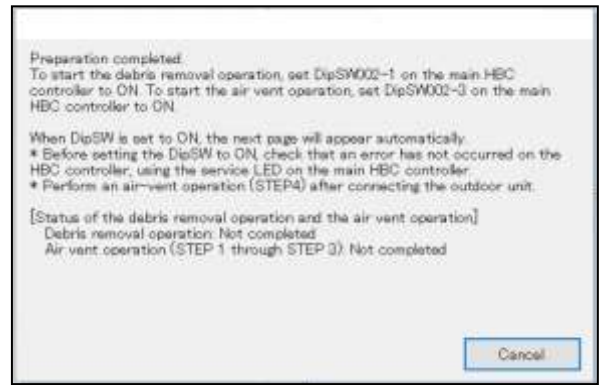 Preparation completed.
To start the debris removal operation, set DipSW002-1 on the main HBC
controller to ON. To start the air vent operation, set DipSW002-3 on the main
HBC controller to ON.
When DipSW is set to ON, the next page will appear automatically.
* Before setting the DipSW to ON, check that an error has not occurred on the
HBC controller, using the service LED on the main HBC controller.
* Perform an air-vent operation (STEP4) after connecting the outdoor unit.
[Status of the debris removal operation and the air vent operation]
Debris removal operation: Not completed
Air vent operation (STEP 1 through STEP 3): Not completed
Cancel